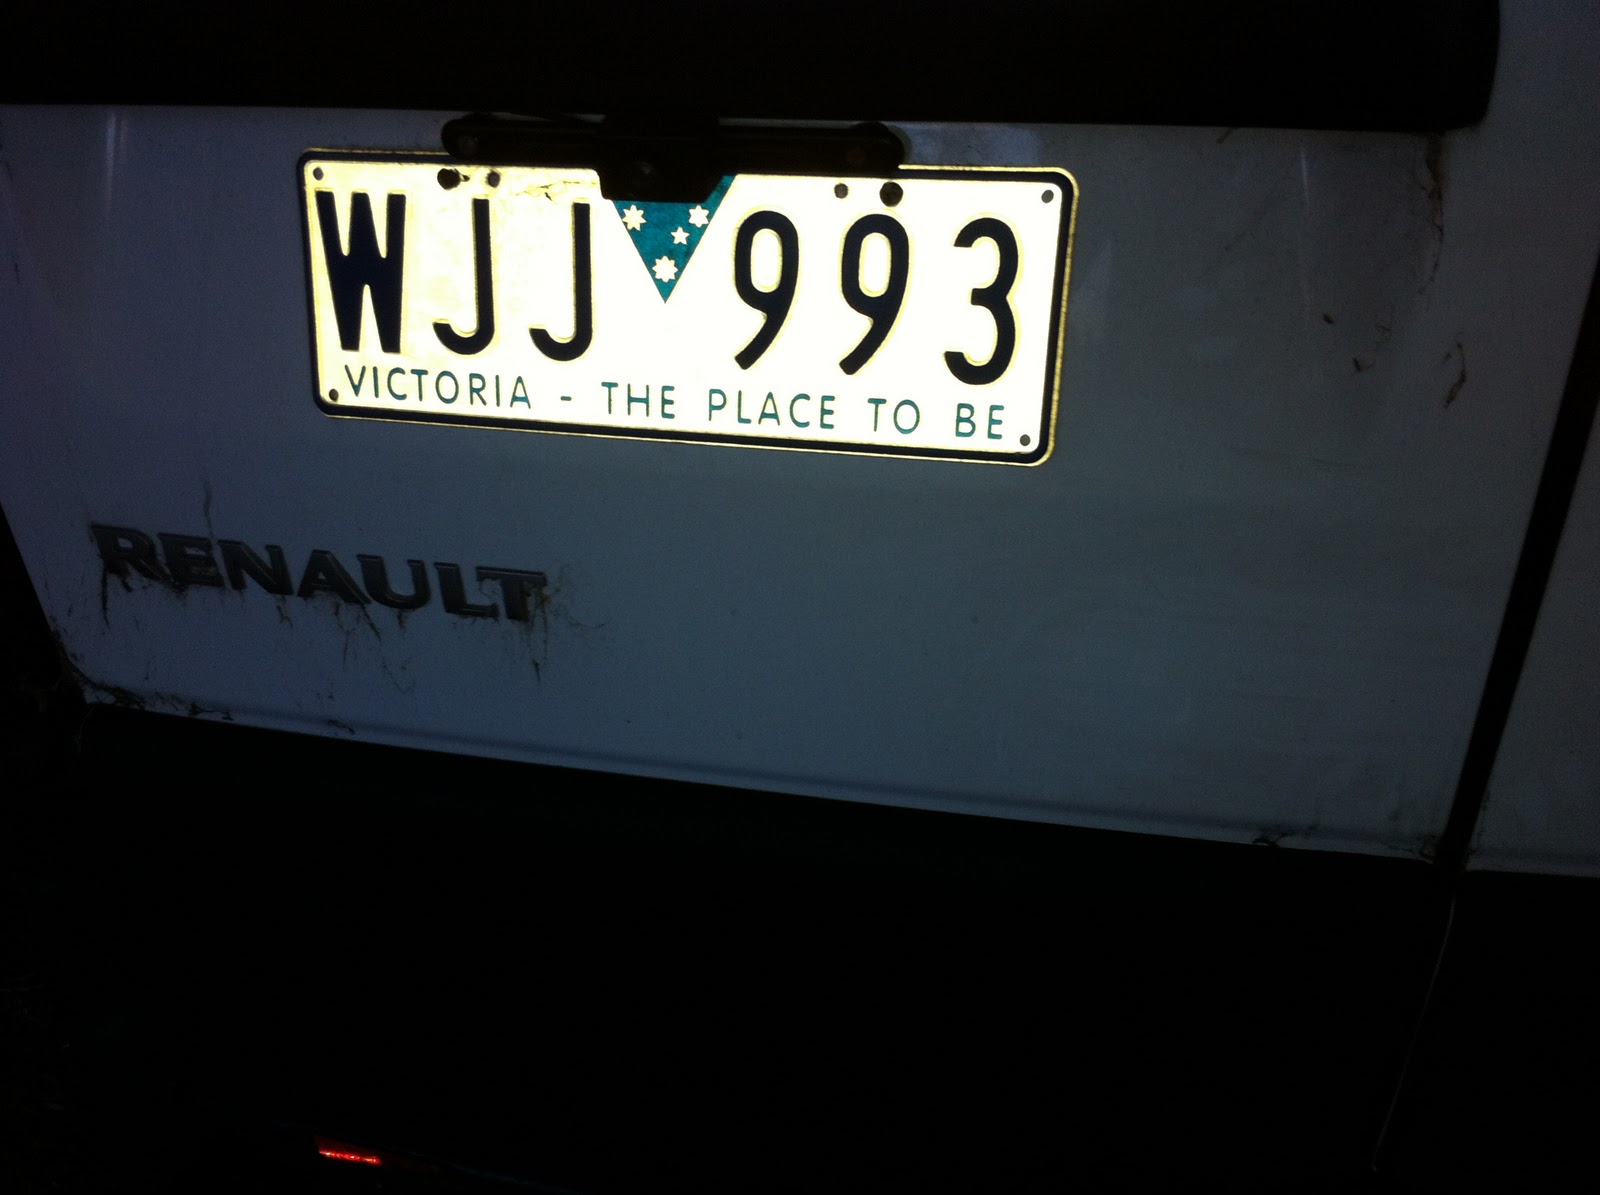 WJJ 993
VICTORIA - THE PLACE TO BE
RENAULT